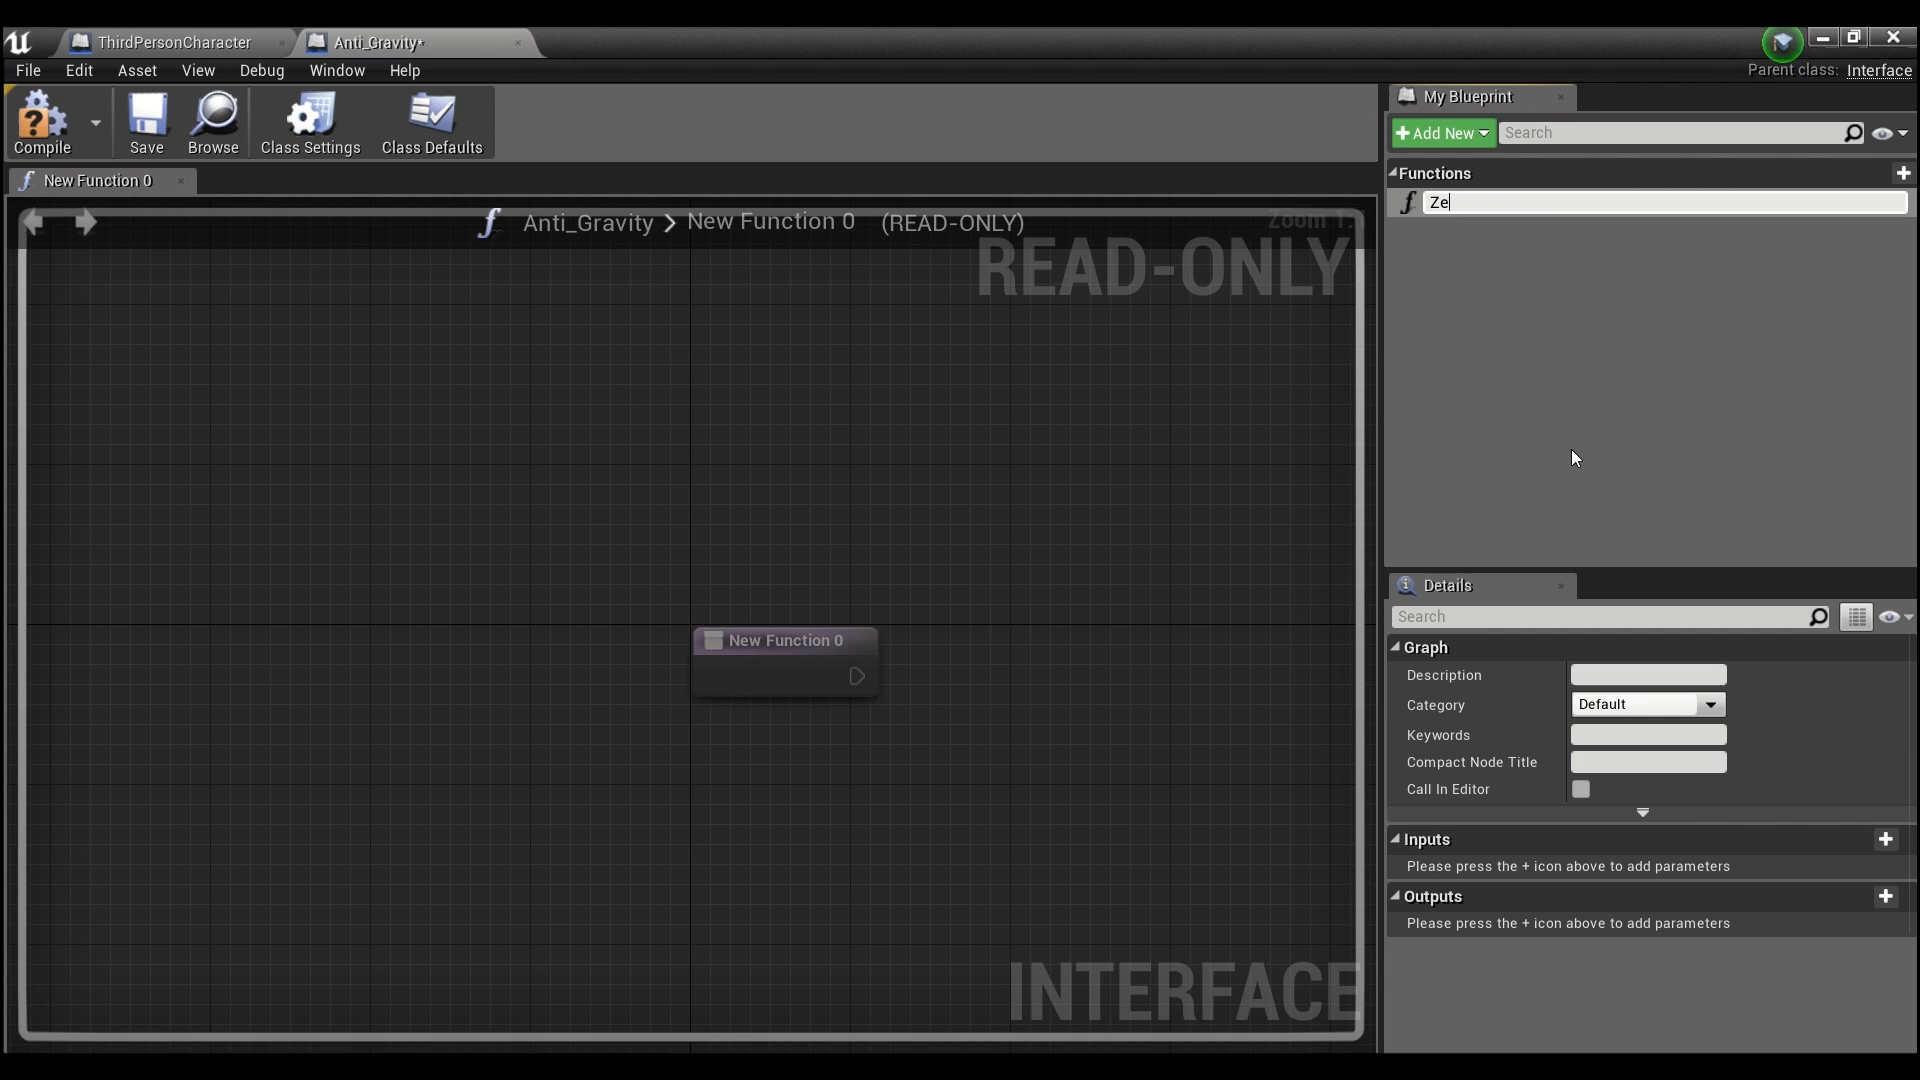 ThirdPersonCharacter
Anti_Gravity*
File Edit Asset View Debug Window Help
Parent class: Interface
Compile
Save
Browse
Class Settings
Class Defaults
My Blueprint
Add New
Search
Functions
Ze
New Function 0
Anti_Gravity > New Function 0 (READ-ONLY)
READ-ONLY
New Function 0
INTERFACE
Details
Search
Graph
Description
Category Default
Keywords
Compact Node Title
Call In Editor
Inputs
Please press the + icon above to add parameters
Outputs
Please press the + icon above to add parameters